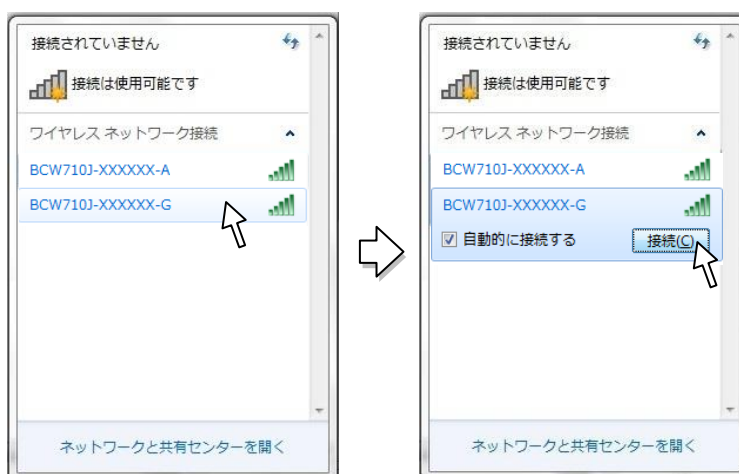 接続されていません
接続は使用可能です
ワイヤレス ネットワーク接続
BCW710J-XXXXXX-A
BCW710J-XXXXXX-G
ネットワークと共有センターを開く
接続されていません
接続は使用可能です
ワイヤレス ネットワーク接続
BCW710J-XXXXXX-A
BCW710J-XXXXXX-G
自動的に接続する 接続(C)
ネットワークと共有センターを開く